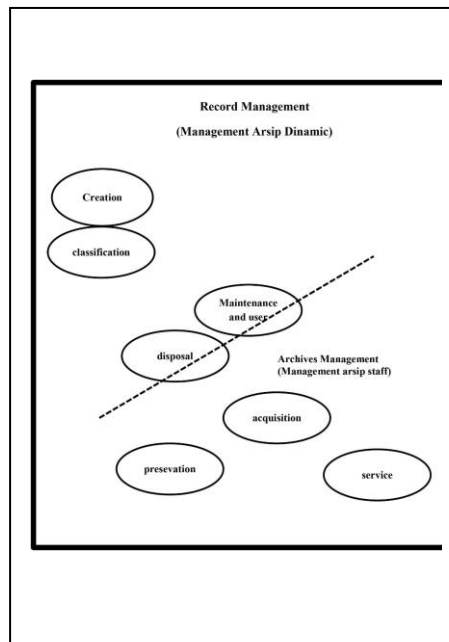 Record Management
(Management Arsip Dinamic)
Creation
classification
Maintenance
and user
disposal
Archives Management
(Management arsip staff)
acquisition
presevation
service